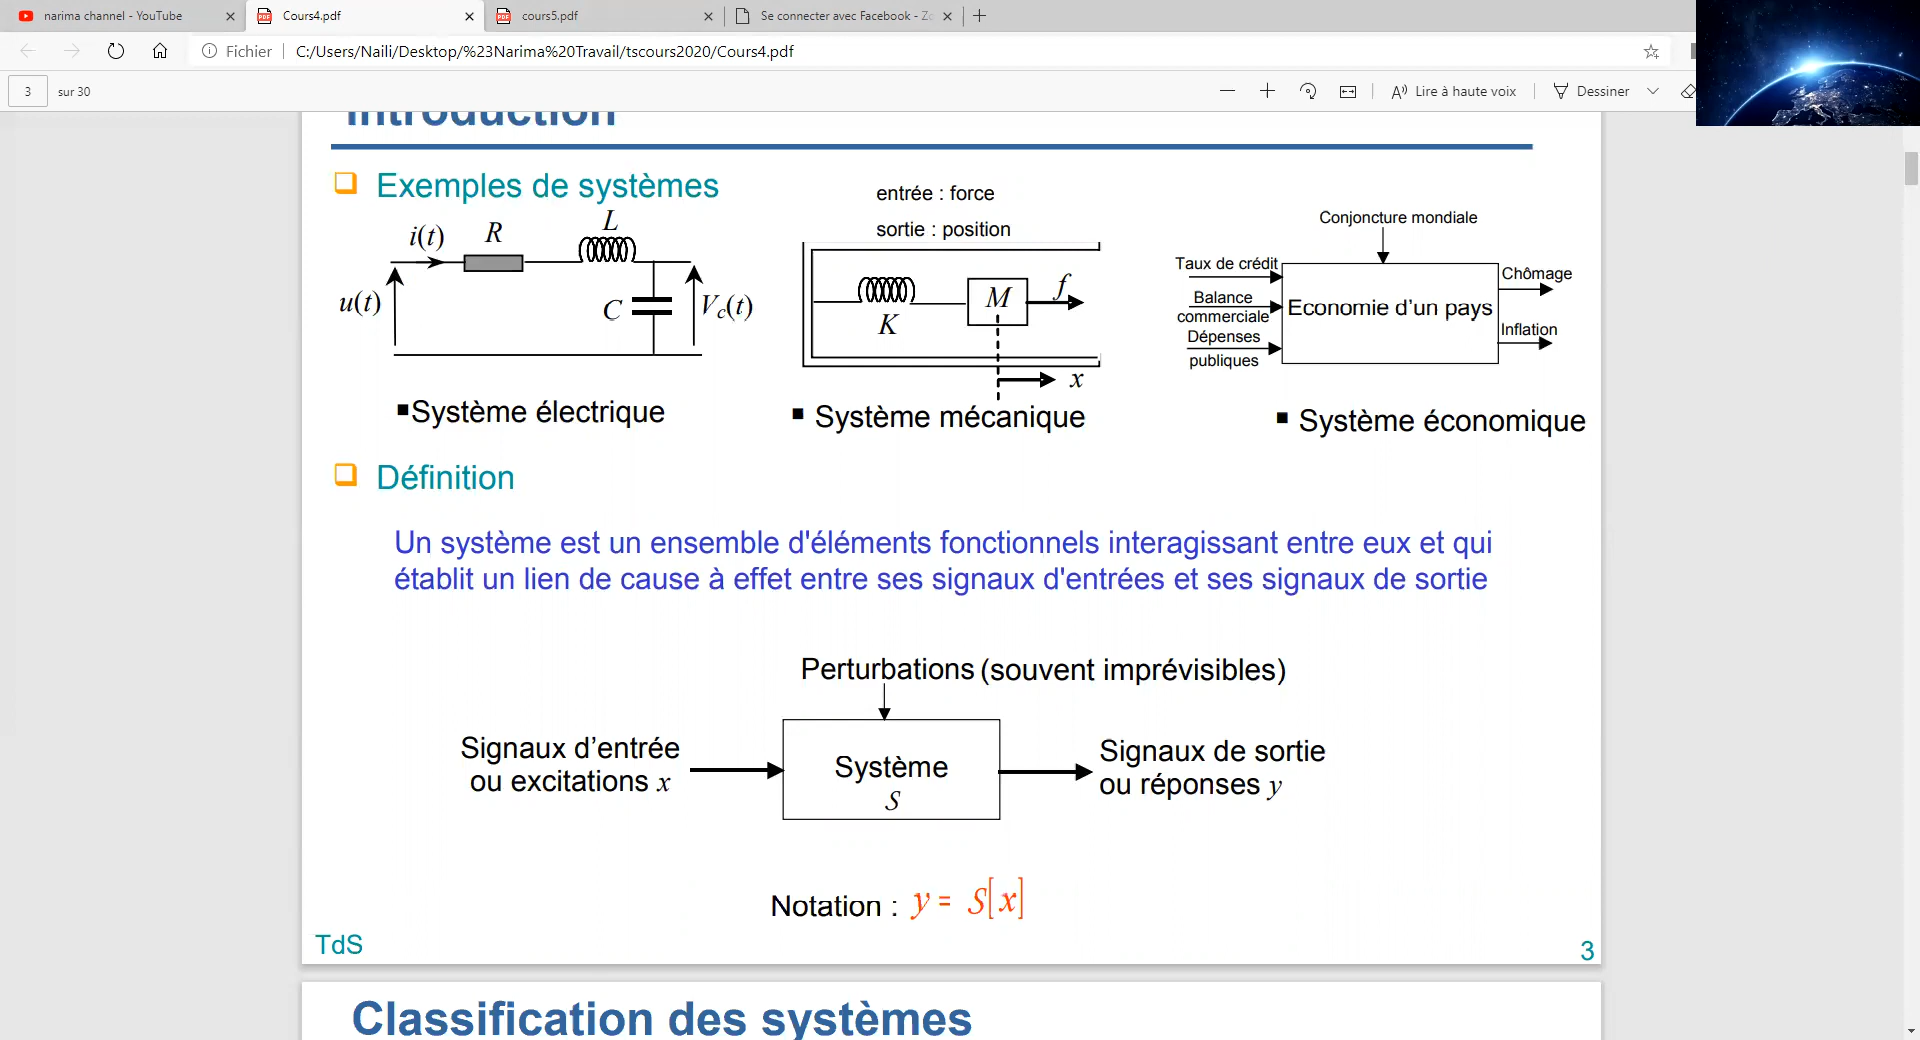 narima channel - YouTube
Cours4.pdf
cours5.pdf
Se connecter avec Facebook - Zo
Fichier
C:/Users/Naili/Desktop/%23Narima%20Travail/tscours2020/Cours4.pdf
3 sur 30
Lire à haute voix
Dessiner
Introduction
Exemples de systèmes
i(t)
R
L
u(t)
C
Vc(t)
Système électrique
entrée : force
sortie : position
K
M
f
x
Système mécanique
Conjoncture mondiale
Taux de crédit
Balance
commerciale
Dépenses
publiques
Economie d’un pays
Chômage
Inflation
Système économique
Définition
Un système est un ensemble d'éléments fonctionnels interagissant entre eux et qui
établit un lien de cause à effet entre ses signaux d'entrées et ses signaux de sortie
Perturbations (souvent imprévisibles)
Signaux d’entrée
ou excitations x
Système
S
Signaux de sortie
ou réponses y
Notation : y = S[x]
TdS
3
Classification des systèmes